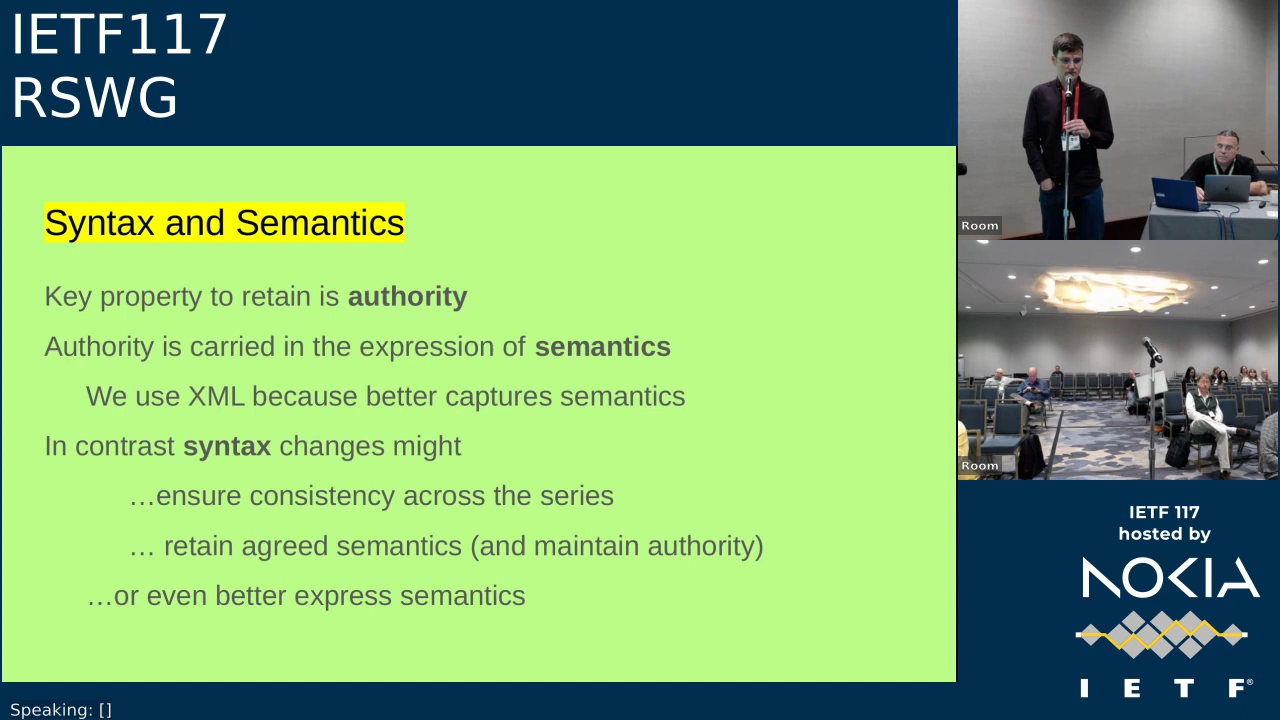 IETF117
RSWG
Syntax and Semantics
Key property to retain is authority
Authority is carried in the expression of semantics
We use XML because better captures semantics
In contrast syntax changes might
…ensure consistency across the series
… retain agreed semantics (and maintain authority)
…or even better express semantics
Speaking: []
Room
Room
IETF 117
hosted by
NOKIA
I E T F®